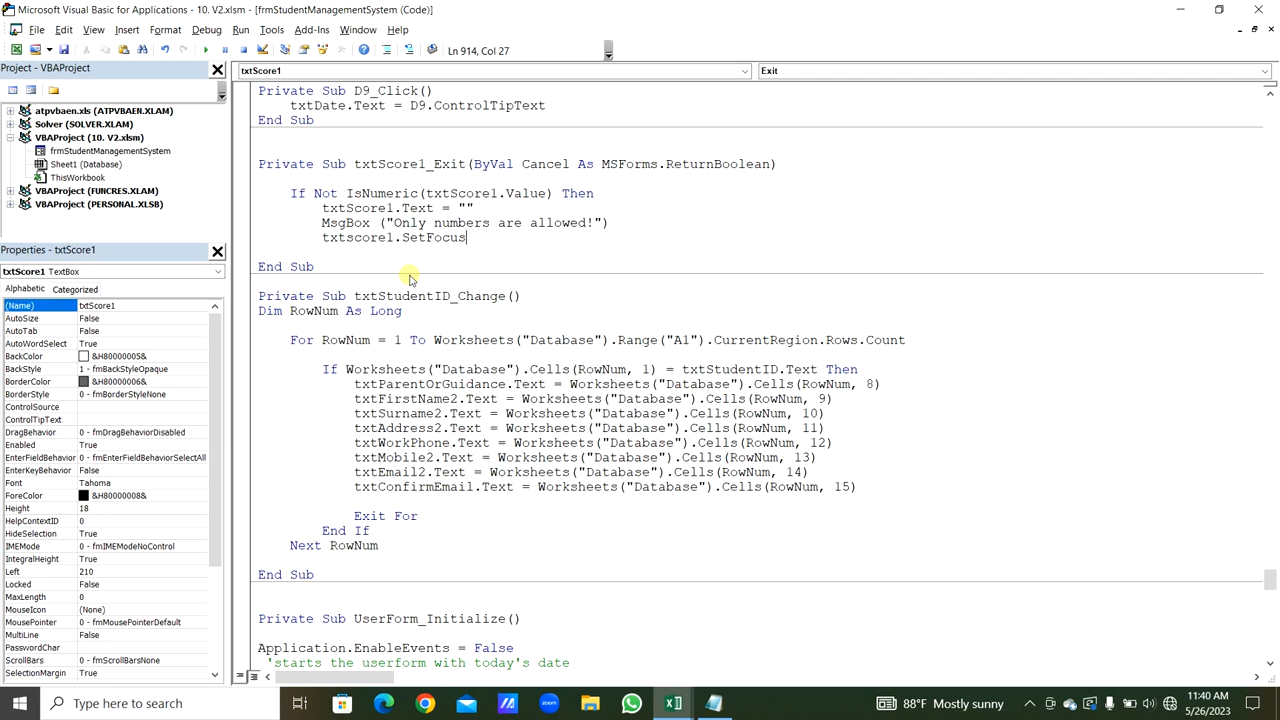 Microsoft Visual Basic for Applications - 10. V2.xlsm - [frmStudentManagementSystem (Code)]
File Edit View Insert Format Debug Run Tools Add-Ins Window Help
Ln 914, Col 27
Project - VBAProject
atpvbaen.xls (ATPVBAEN.XLAM)
Solver (SOLVER.XLAM)
VBAProject (10. V2.xlsm)
frmStudentManagementSystem
Sheet1 (Database)
ThisWorkbook
VBAProject (FUNCRES.XLAM)
VBAProject (PERSONAL.XLSB)
Properties - txtScore1
txtScore1 TextBox
Alphabetic Categorized
(Name) txtScore1
AutoSize False
AutoTab False
AutoWordSelect True
BackColor &H80000005&
BackStyle 1 - fmBackStyleOpaque
BorderColor &H80000006&
BorderStyle 0 - fmBorderStyleNone
ControlSource
ControlTipText
DragBehavior 0 - fmDragBehaviorDisabled
Enabled True
EnterFieldBehavior 0 - fmEnterFieldBehaviorSelectAll
EnterKeyBehavior False
Font Tahoma
ForeColor &H80000008&
Height 18
HelpContextID 0
HideSelection True
IMEMode 0 - fmIMEModeNoControl
IntegralHeight True
Left 210
Locked False
MaxLength 0
MouseIcon (None)
MousePointer 0 - fmMousePointerDefault
MultiLine False
PasswordChar
ScrollBars 0 - fmScrollBarsNone
SelectionMargin True
txtScore1 Exit
Private Sub D9_Click()
txtDate.Text = D9.ControlTipText
End Sub
Private Sub txtScore1_Exit(ByVal Cancel As MSForms.ReturnBoolean)
If Not IsNumeric(txtScore1.Value) Then
txtScore1.Text = ""
MsgBox ("Only numbers are allowed!")
txtscore1.SetFocus
End Sub
Private Sub txtStudentID_Change()
Dim RowNum As Long
For RowNum = 1 To Worksheets("Database").Range("A1").CurrentRegion.Rows.Count
If Worksheets("Database").Cells(RowNum, 1) = txtStudentID.Text Then
txtParentOrGuidance.Text = Worksheets("Database").Cells(RowNum, 8)
txtFirstName2.Text = Worksheets("Database").Cells(RowNum, 9)
txtSurname2.Text = Worksheets("Database").Cells(RowNum, 10)
txtAddress2.Text = Worksheets("Database").Cells(RowNum, 11)
txtWorkPhone.Text = Worksheets("Database").Cells(RowNum, 12)
txtMobile2.Text = Worksheets("Database").Cells(RowNum, 13)
txtEmail2.Text = Worksheets("Database").Cells(RowNum, 14)
txtConfirmEmail.Text = Worksheets("Database").Cells(RowNum, 15)
Exit For
End If
Next RowNum
End Sub
Private Sub UserForm_Initialize()
Application.EnableEvents = False
'starts the userform with today's date
Type here to search
zoom
88°F Mostly sunny
11:40 AM
5/26/2023